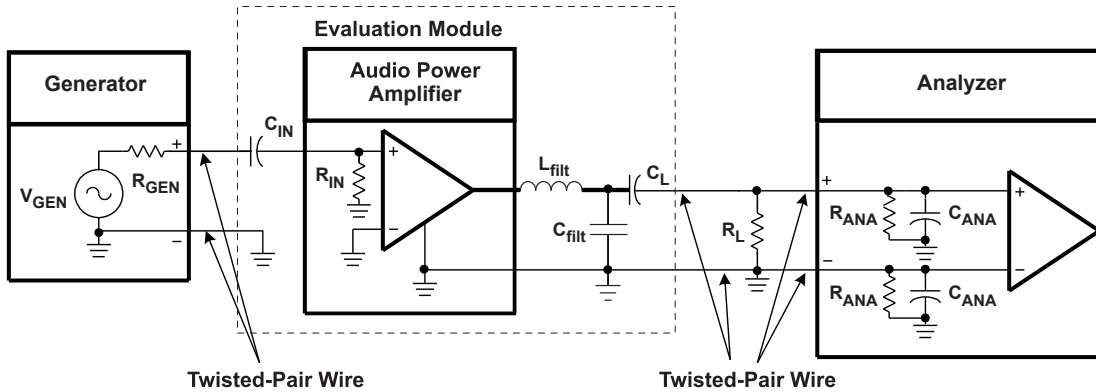 Evaluation Module
Generator
Audio Power
Amplifier
Analyzer
C_IN
+
R_GEN
V_GEN
−
R_IN
+
−
L_filt
C_L
C_filt
R_L
+
R_ANA
C_ANA
+
−
R_ANA
C_ANA
−
Twisted-Pair Wire
Twisted-Pair Wire